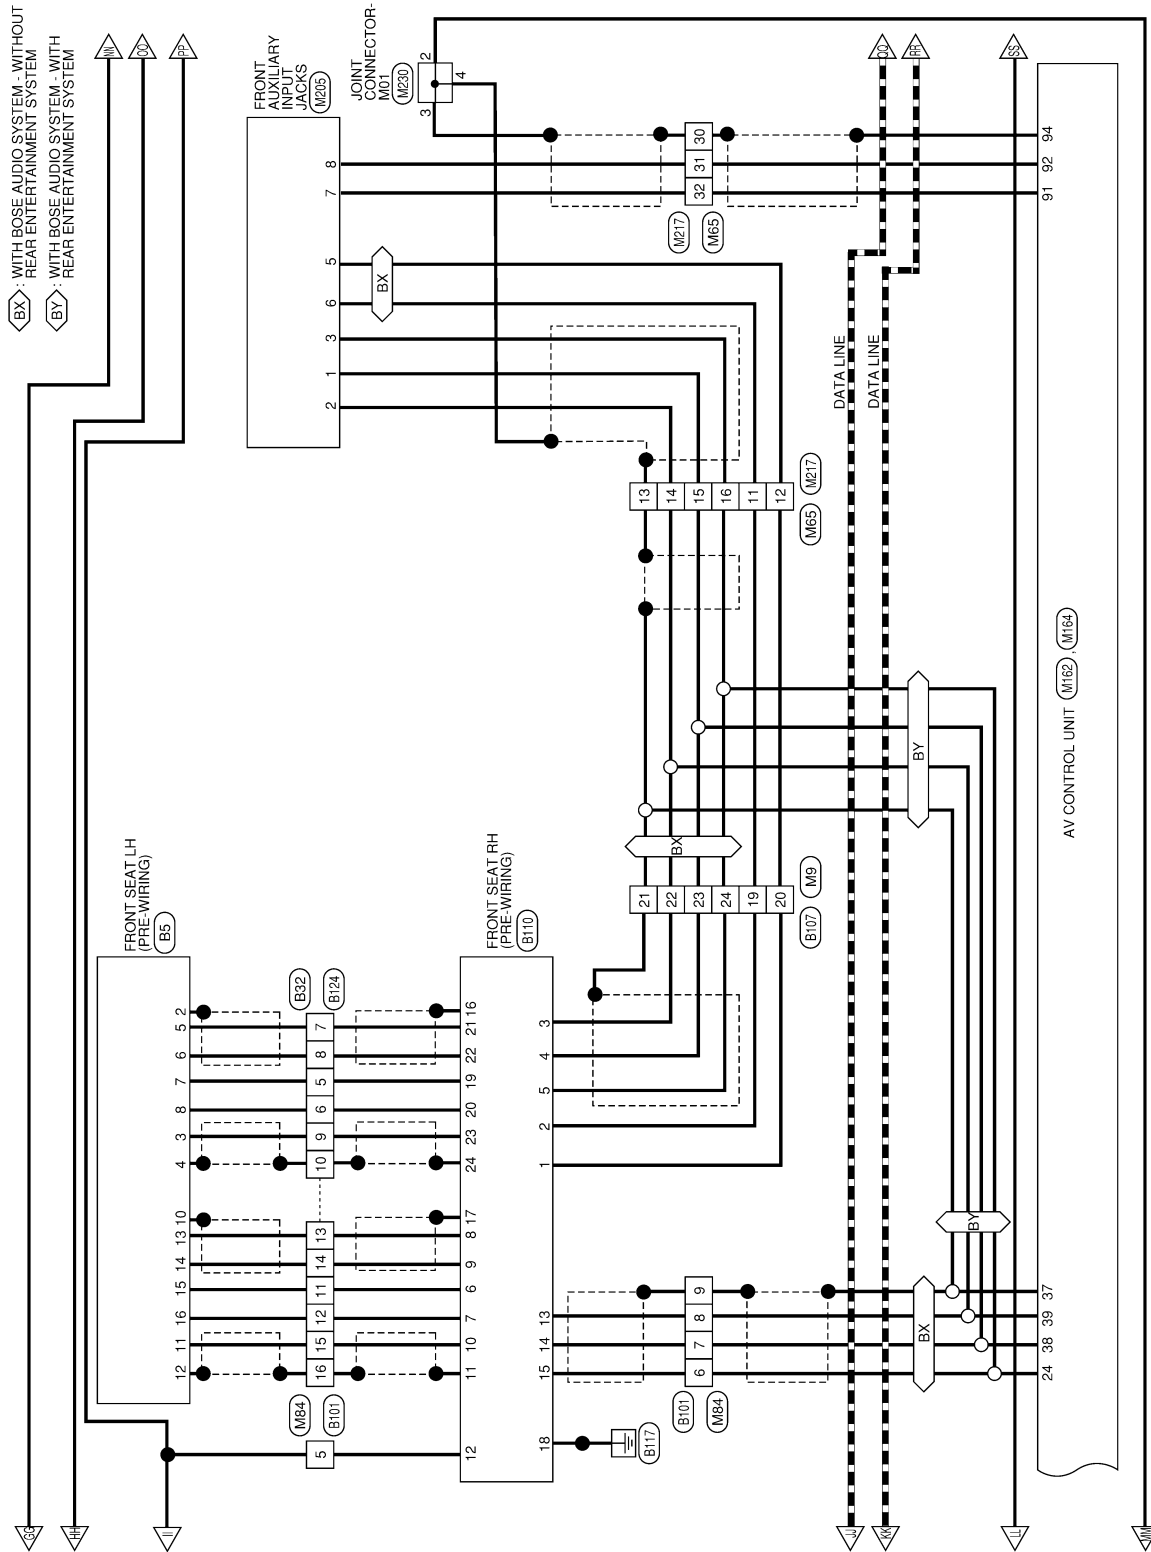 BX : WITH BOSE AUDIO SYSTEM - WITHOUT
REAR ENTERTAINMENT SYSTEM
BY : WITH BOSE AUDIO SYSTEM - WITH
REAR ENTERTAINMENT SYSTEM
NN
OO
PP
FRONT
AUXILIARY
INPUT
JACKS
M205
8
7
5
6
3
1
2
BX
JOINT
CONNECTOR-
M01
M230
2
4
3
30
31
32
M217
M65
QQ
RR
SS
94
92
91
DATA LINE
DATA LINE
13
14
15
16
11
12
M217
M65
BX
BY
AV CONTROL UNIT M162 , M164
21
22
23
24
19
20
M9
B107
FRONT SEAT LH
(PRE-WIRING)
B5
2
5
6
7
8
3
4
10
13
14
15
16
11
12
B32
B124
7
8
5
6
9
10
13
14
11
12
15
16
M84
B101
5
FRONT SEAT RH
(PRE-WIRING)
B110
16
21
22
19
20
23
24
17
8
9
6
7
10
11
12
3
4
5
2
1
13
14
15
18
B117
9
8
7
6
B101
M84
BY
BX
37
39
38
24
GG
HH
II
JJ
KK
LL
MM